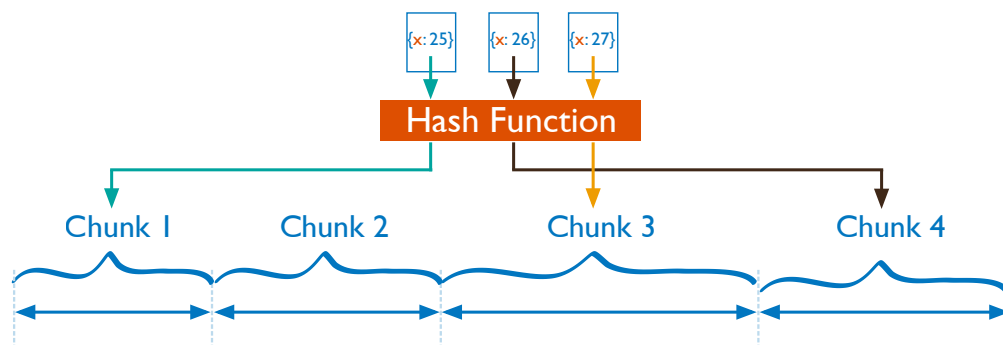 {x: 25} {x: 26} {x: 27}
Hash Function
Chunk 1 Chunk 2 Chunk 3 Chunk 4